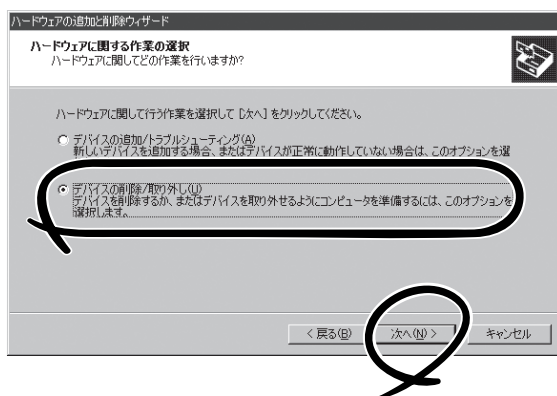 ハードウェアの追加と削除ウィザード
ハードウェアに関する作業の選択
ハードウェアに関してどの作業を行いますか?
ハードウェアに関して行う作業を選択して [次へ] をクリックしてください。
デバイスの追加/トラブルシューティング(A)
新しいデバイスを追加する場合、またはデバイスが正常に動作していない場合は、このオプションを選
デバイスの削除/取り外し(U)
デバイスを削除するか、またはデバイスを取り外せるようにコンピュータを準備するには、このオプションを
選択します。
< 戻る(B) 次へ(N) > キャンセル